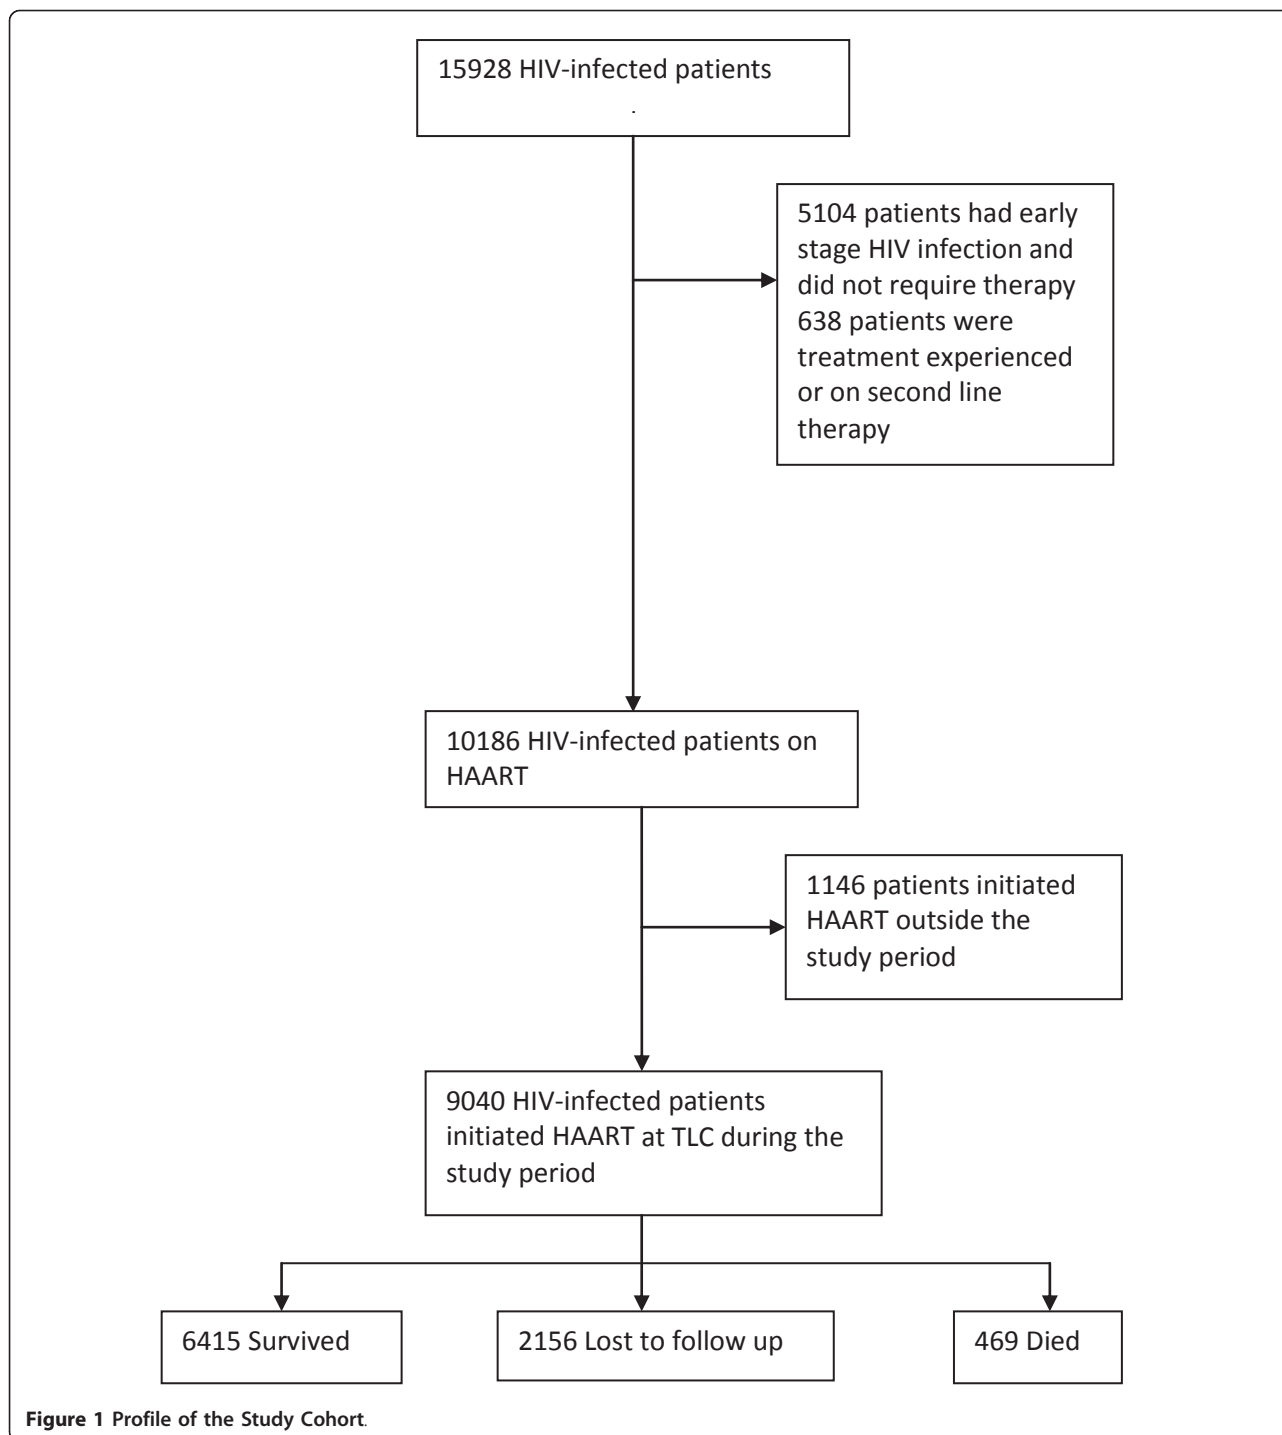 15928 HIV-infected patients
.
5104 patients had early
stage HIV infection and
did not require therapy
638 patients were
treatment experienced
or on second line
therapy
10186 HIV-infected patients on
HAART
1146 patients initiated
HAART outside the
study period
9040 HIV-infected patients
initiated HAART at TLC during the
study period
6415 Survived
2156 Lost to follow up
469 Died
Figure 1 Profile of the Study Cohort.